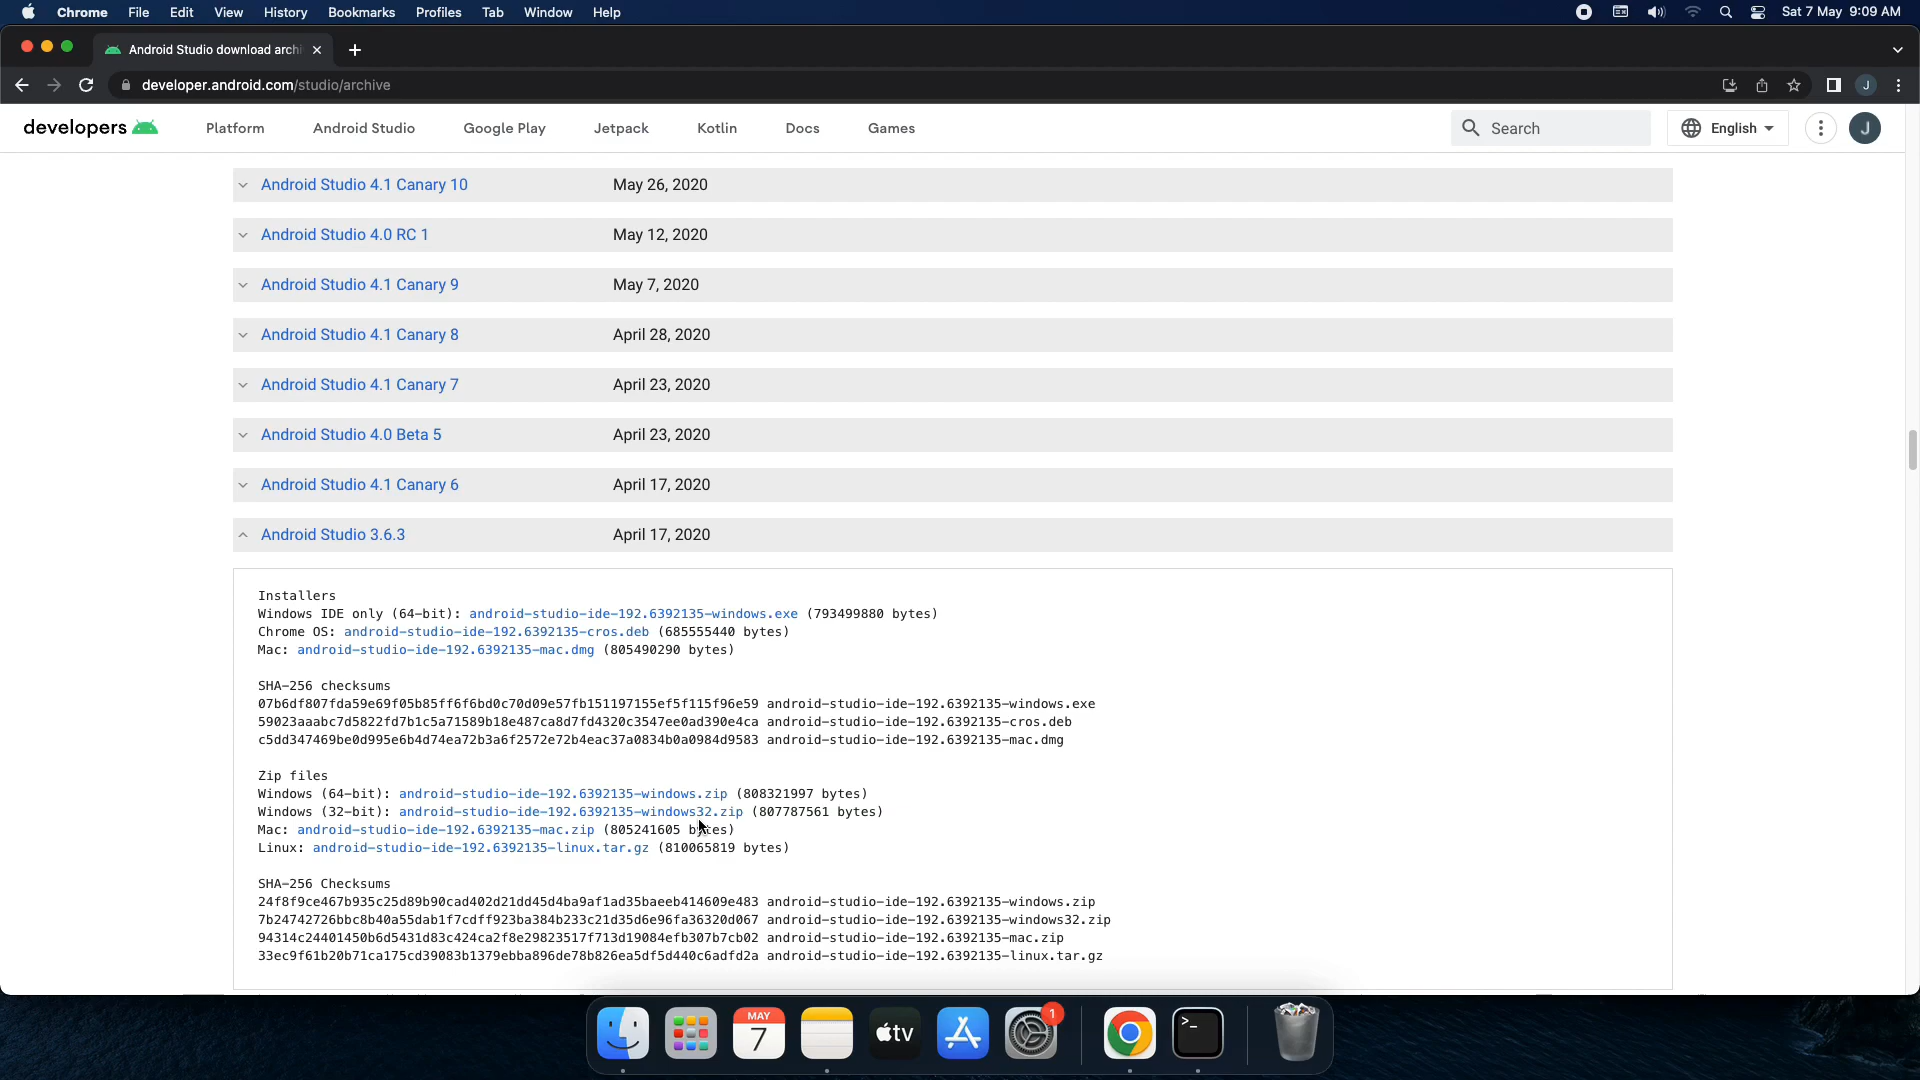 Chrome File Edit View History Bookmarks Profiles Tab Window Help Sat 7 May 9:09 AM
Android Studio download archi
developer.android.com/studio/archive J
developers Platform Android Studio Google Play Jetpack Kotlin Docs Games Search English J
Android Studio 4.1 Canary 10 May 26, 2020
Android Studio 4.0 RC 1 May 12, 2020
Android Studio 4.1 Canary 9 May 7, 2020
Android Studio 4.1 Canary 8 April 28, 2020
Android Studio 4.1 Canary 7 April 23, 2020
Android Studio 4.0 Beta 5 April 23, 2020
Android Studio 4.1 Canary 6 April 17, 2020
Android Studio 3.6.3 April 17, 2020
Installers
Windows IDE only (64-bit): android-studio-ide-192.6392135-windows.exe (793499880 bytes)
Chrome OS: android-studio-ide-192.6392135-cros.deb (685555440 bytes)
Mac: android-studio-ide-192.6392135-mac.dmg (805490290 bytes)
SHA-256 checksums
07b6df807fda59e69f05b85ff6f6bd0c70d09e57fb151197155ef5f115f96e59 android-studio-ide-192.6392135-windows.exe
59023aaabc7d5822fd7b1c5a71589b18e487ca8d7fd4320c3547ee0ad390e4ca android-studio-ide-192.6392135-cros.deb
c5dd347469be0d995e6b4d74ea72b3a6f2572e72b4eac37a0834b0a0984d9583 android-studio-ide-192.6392135-mac.dmg
Zip files
Windows (64-bit): android-studio-ide-192.6392135-windows.zip (808321997 bytes)
Windows (32-bit): android-studio-ide-192.6392135-windows32.zip (807787561 bytes)
Mac: android-studio-ide-192.6392135-mac.zip (805241605 bytes)
Linux: android-studio-ide-192.6392135-linux.tar.gz (810065819 bytes)
SHA-256 Checksums
24f8f9ce467b935c25d89b90cad402d21dd45d4ba9af1ad35baeeb414609e483 android-studio-ide-192.6392135-windows.zip
7b24742726bbc8b40a55dab1f7cdff923ba384b233c21d35d6e96fa36320d067 android-studio-ide-192.6392135-windows32.zip
94314c24401450b6d5431d83c424ca2f8e29823517f713d19084efb307b7cb02 android-studio-ide-192.6392135-mac.zip
33ec9f61b20b71ca175cd39083b1379ebba896de78b826ea5df5d440c6adfd2a android-studio-ide-192.6392135-linux.tar.gz
MAY
7
tv
1